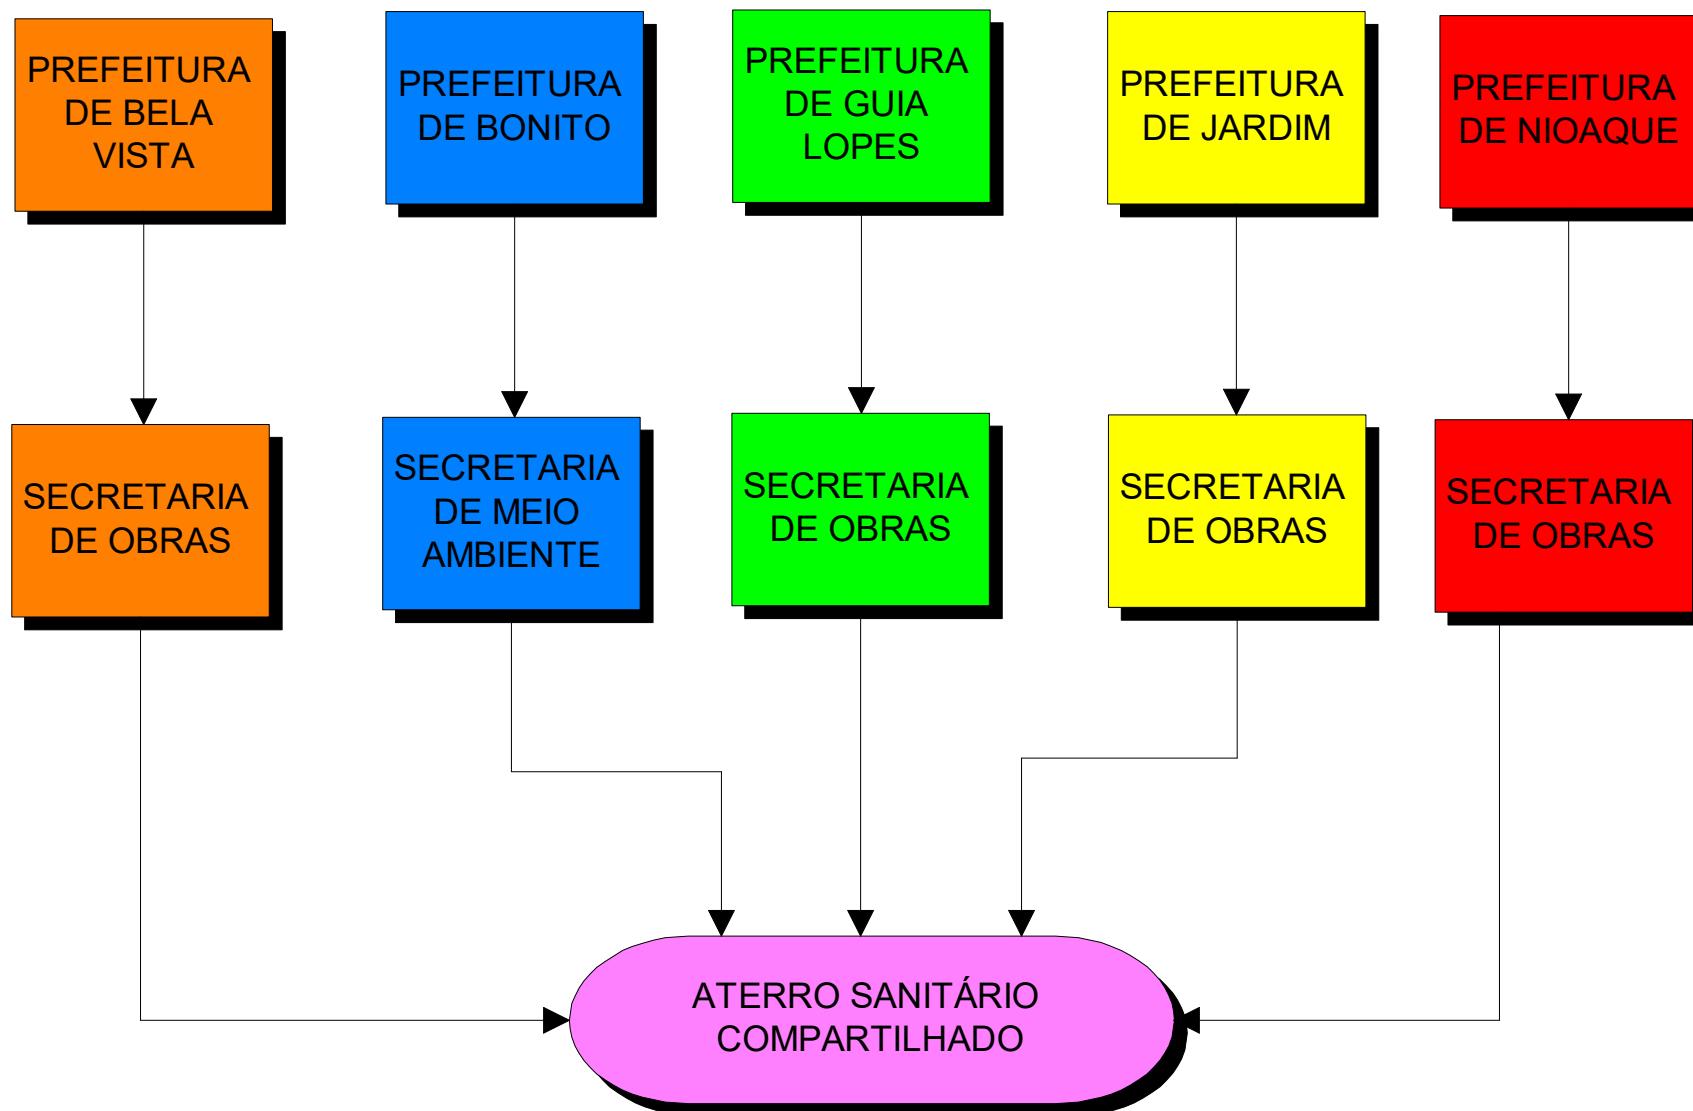 PREFEITURA
DE BELA
VISTA
PREFEITURA
DE BONITO
PREFEITURA
DE GUIA
LOPES
PREFEITURA
DE JARDIM
PREFEITURA
DE NIOAQUE
SECRETARIA
DE OBRAS
SECRETARIA
DE MEIO
AMBIENTE
SECRETARIA
DE OBRAS
SECRETARIA
DE OBRAS
SECRETARIA
DE OBRAS
ATERRO SANITÁRIO
COMPARTILHADO